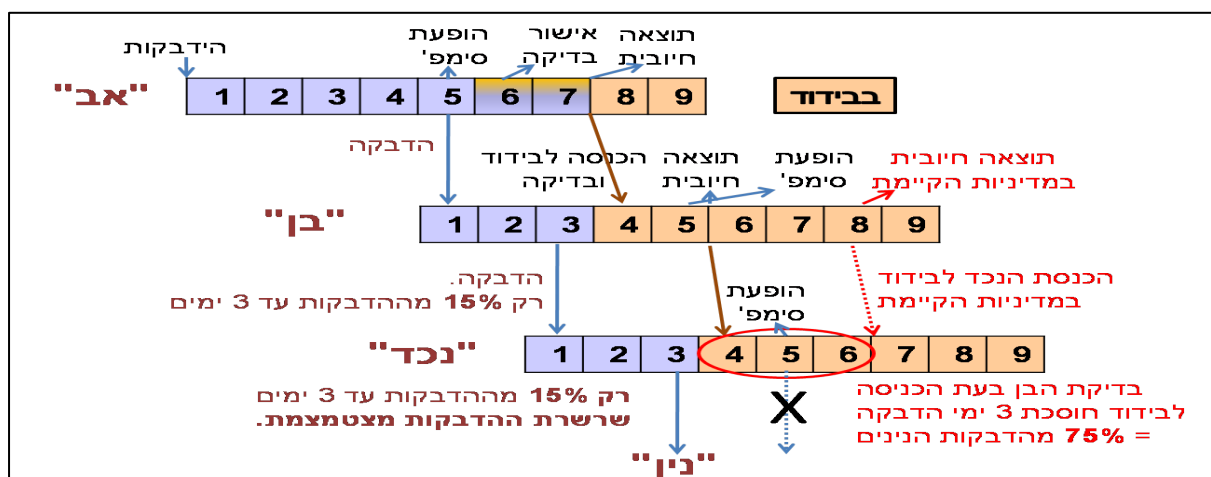 הידבקות
הופעת
סימפ'
אישור
בדיקה
תוצאה
חיובית
"אב"
1 2 3 4 5 6 7 8 9
בבידוד
הדבקה
הכנסה לבידוד
ובדיקה
תוצאה
חיובית
הופעת
סימפ'
תוצאה חיובית
במדיניות הקיימת
"בן"
1 2 3 4 5 6 7 8 9
הדבקה.
רק 15% מההדבקות עד 3 ימים
הופעת
סימפ'
הכנסת הנכד לבידוד
במדיניות הקיימת
"נכד"
1 2 3 4 5 6 7 8 9
רק 15% מההדבקות עד 3 ימים
שרשרת ההדבקות מצטמצמת.
X
בדיקת הבן בעת הכניסה
לבידוד חוסכת 3 ימי הדבקה
= 75% מהדבקות הנינים
"נין"